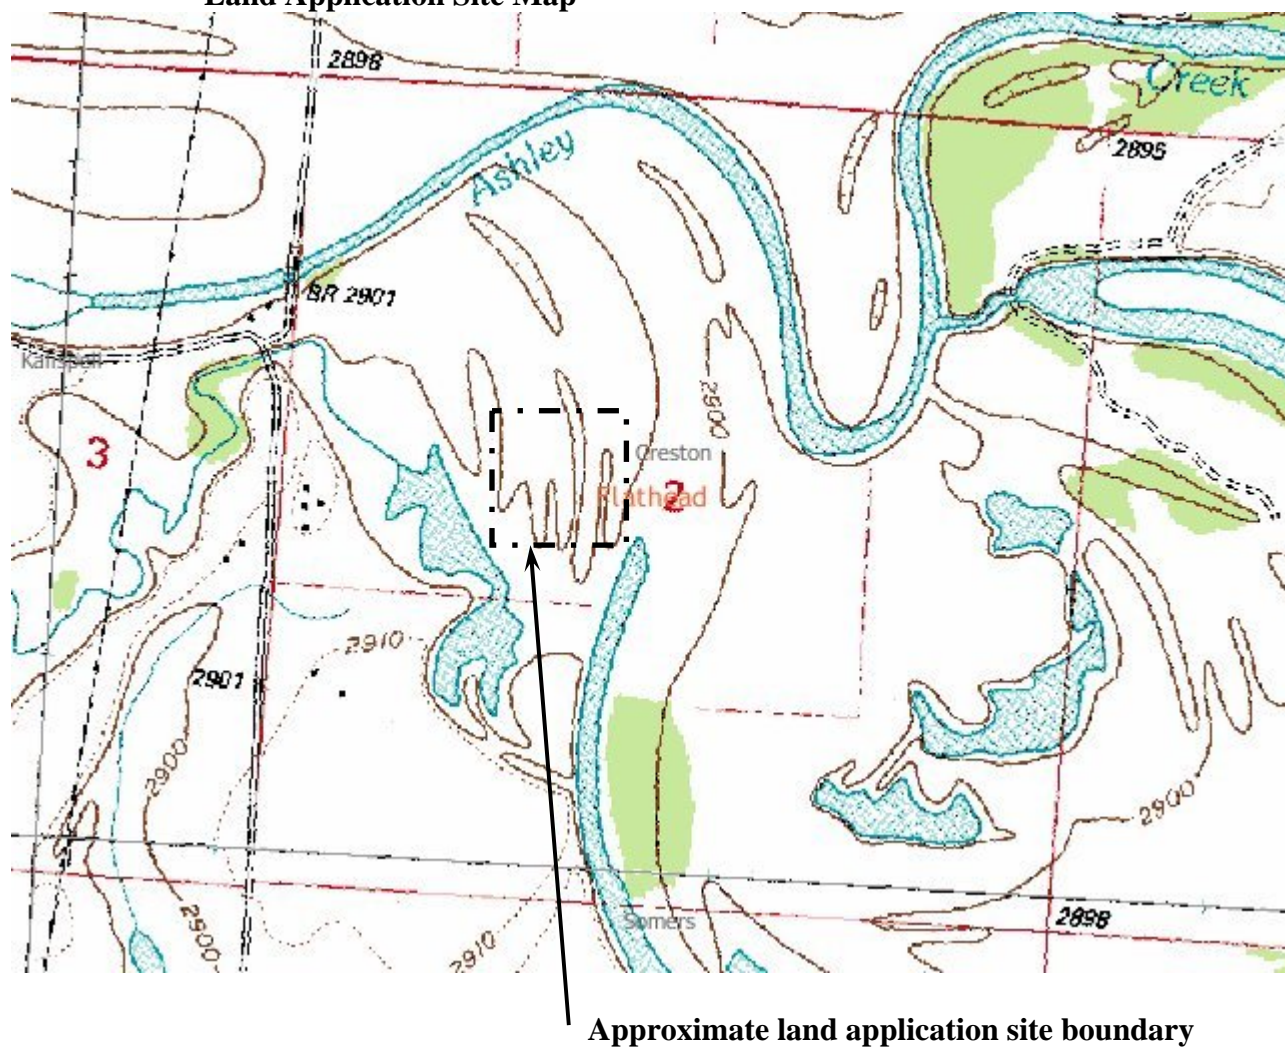 Land Application Site Map
2898
Creek
2895
Ashley
BR 2901
Kalispell
2900
3
Creston
Flathead
2
2910
2901
2900
2900
2900
2898
Somers
2910
Approximate land application site boundary